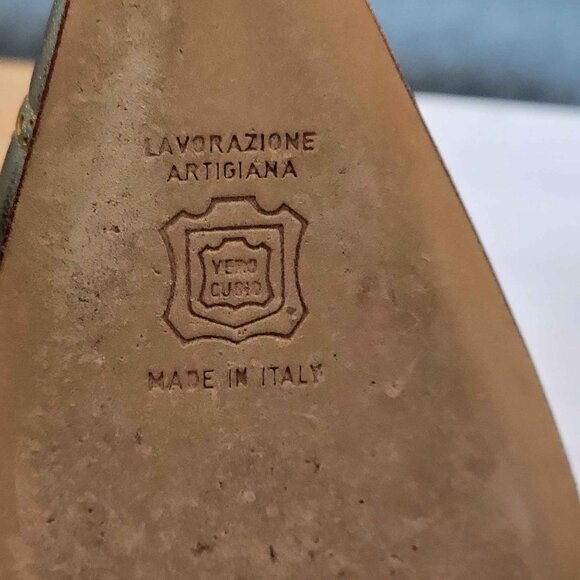 LAVORAZIONE
ARTIGIANA
VERO
CUOIO
MADE IN ITALY